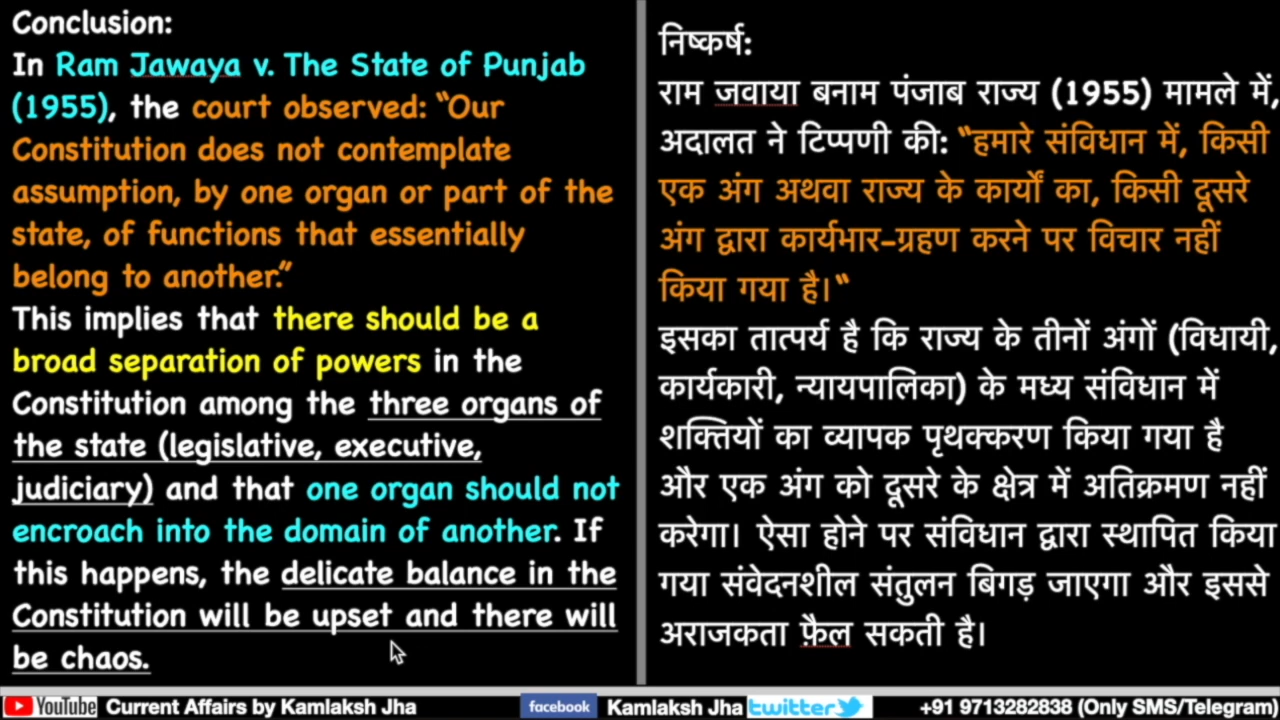 Conclusion:
In Ram Jawaya v. The State of Punjab
(1955), the court observed: “Our
Constitution does not contemplate
assumption, by one organ or part of the
state, of functions that essentially
belong to another.”
This implies that there should be a
broad separation of powers in the
Constitution among the three organs of
the state (legislative, executive,
judiciary) and that one organ should not
encroach into the domain of another. If
this happens, the delicate balance in the
Constitution will be upset and there will
be chaos.
निष्कर्ष:
राम जवाया बनाम पंजाब राज्य (1955) मामले में,
अदालत ने टिप्पणी की: “हमारे संविधान में, किसी
एक अंग अथवा राज्य के कार्यों का, किसी दूसरे
अंग द्वारा कार्यभार-ग्रहण करने पर विचार नहीं
किया गया है।“
इसका तात्पर्य है कि राज्य के तीनों अंगों (विधायी,
कार्यकारी, न्यायपालिका) के मध्य संविधान में
शक्तियों का व्यापक पृथक्करण किया गया है
और एक अंग को दूसरे के क्षेत्र में अतिक्रमण नहीं
करेगा। ऐसा होने पर संविधान द्वारा स्थापित किया
गया संवेदनशील संतुलन बिगड़ जाएगा और इससे
अराजकता फ़ैल सकती है।
YouTube Current Affairs by Kamlaksh Jha facebook Kamlaksh Jha twitter +91 9713282838 (Only SMS/Telegram)